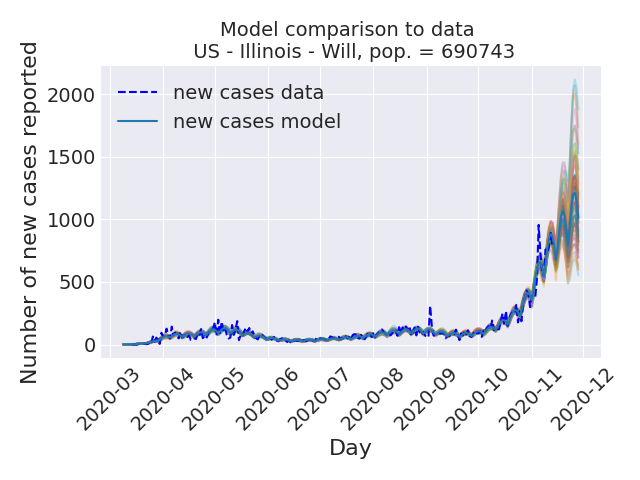 Model comparison to data
US - Illinois - Will, pop. = 690743
Number of new cases reported
2000
1500
1000
500
0
new cases data
new cases model
2020-03
2020-04
2020-05
2020-06
2020-07
2020-08
2020-09
2020-10
2020-11
2020-12
Day